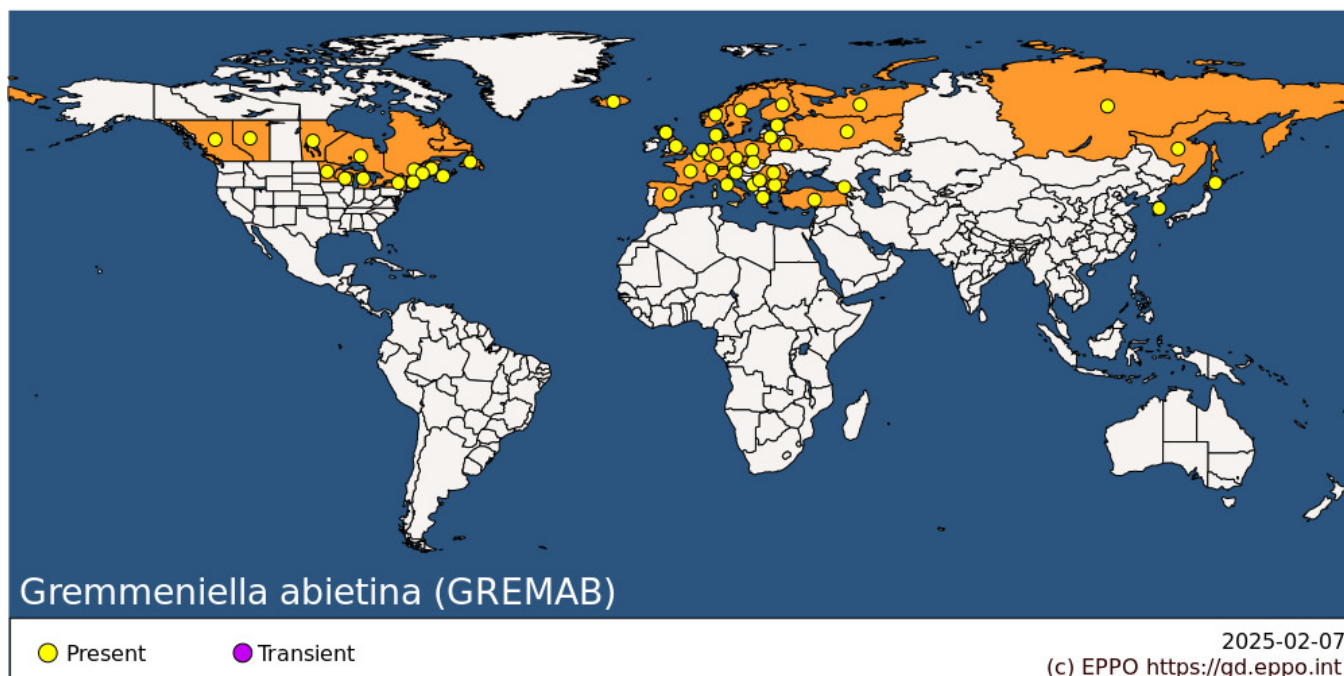 Gremmeniella abietina (GREMAB)
Present
Transient
2025-02-07
(c) EPPO https://gd.eppo.int